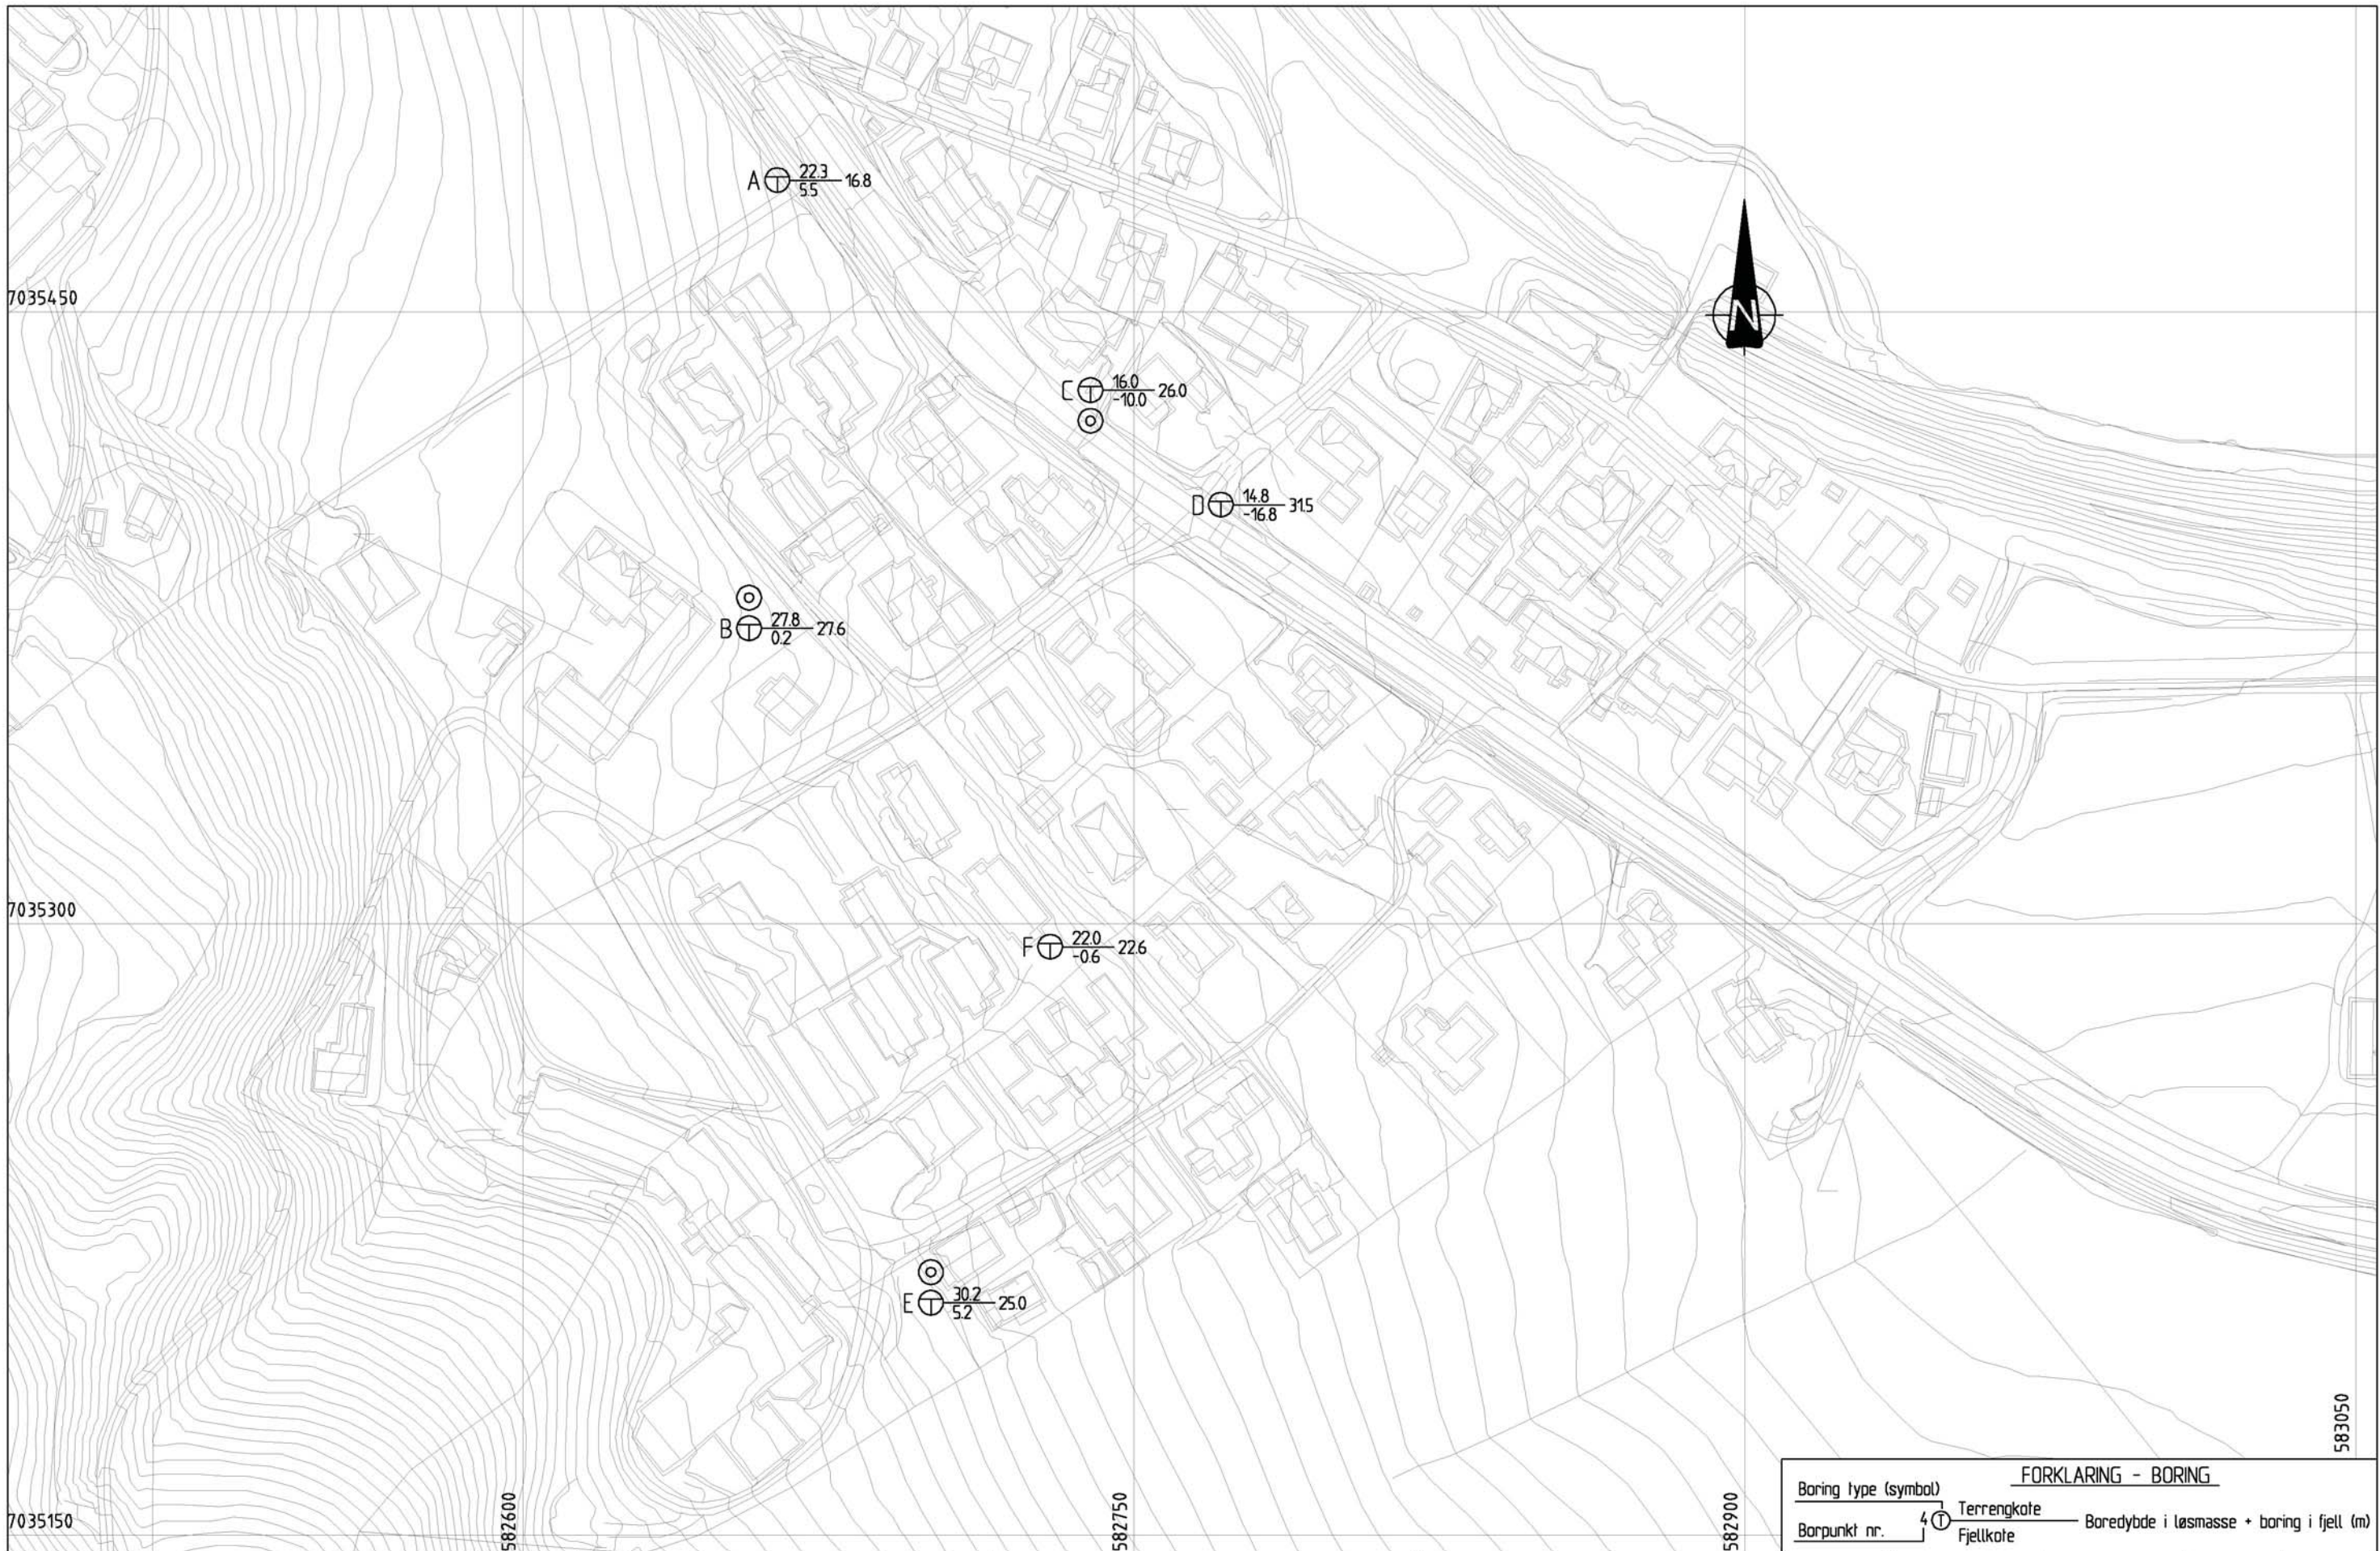 A 22.3 16.8
5.5
7035450
N
C 16.0 26.0
-10.0
D 14.8 31.5
-16.8
B 27.8 27.6
0.2
7035300
F 22.0 22.6
-0.6
E 30.2 25.0
5.2
583050
582600
582750
582900
7035150
FORKLARING - BORING
Boring type (symbol)
Terrengkote
4 T
Boredybde i løsmasse + boring i fjell (m)
Borpunkt nr.
Fjellkote